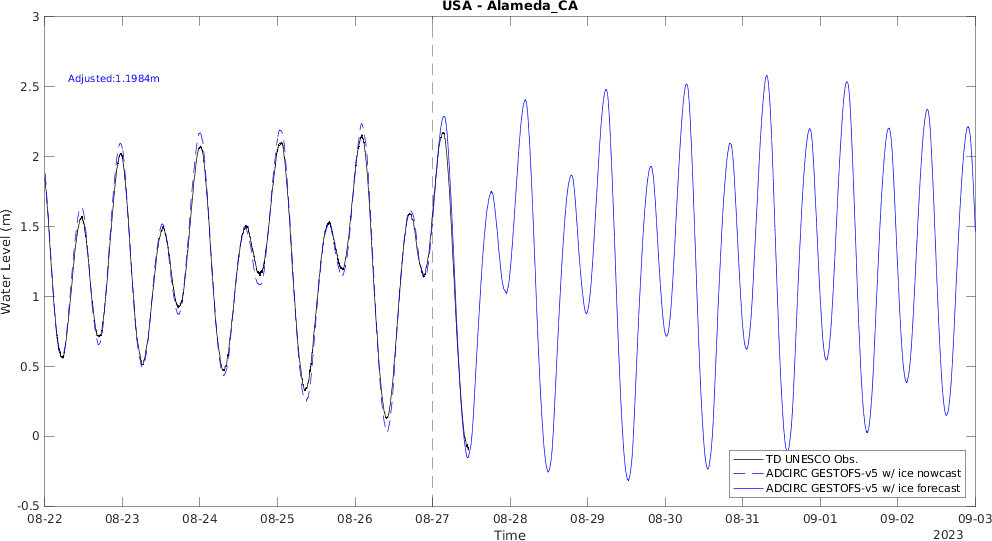 USA - Alameda_CA
3
2.5
2
1.5
1
0.5
0
-0.5
Water Level (m)
Adjusted:1.1984m
TD UNESCO Obs.
ADCIRC GESTOFS-v5 w/ ice nowcast
ADCIRC GESTOFS-v5 w/ ice forecast
08-22 08-23 08-24 08-25 08-26 08-27 08-28 08-29 08-30 08-31 09-01 09-02 09-03
Time
2023